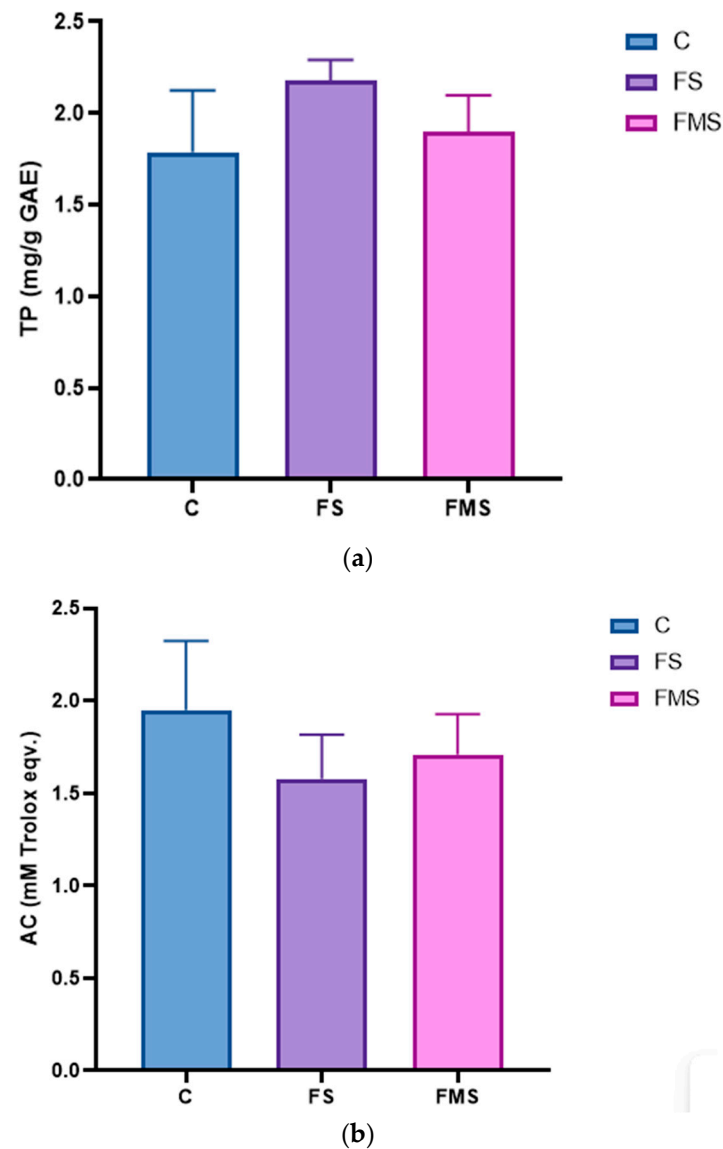 2.5
2.0
1.5
1.0
0.5
0.0
TP (mg/g GAE)
C
FS
FMS
C
FS
FMS
(a)
2.5
2.0
1.5
1.0
0.5
0.0
AC (mM Trolox eqv.)
C
FS
FMS
C
FS
FMS
(b)